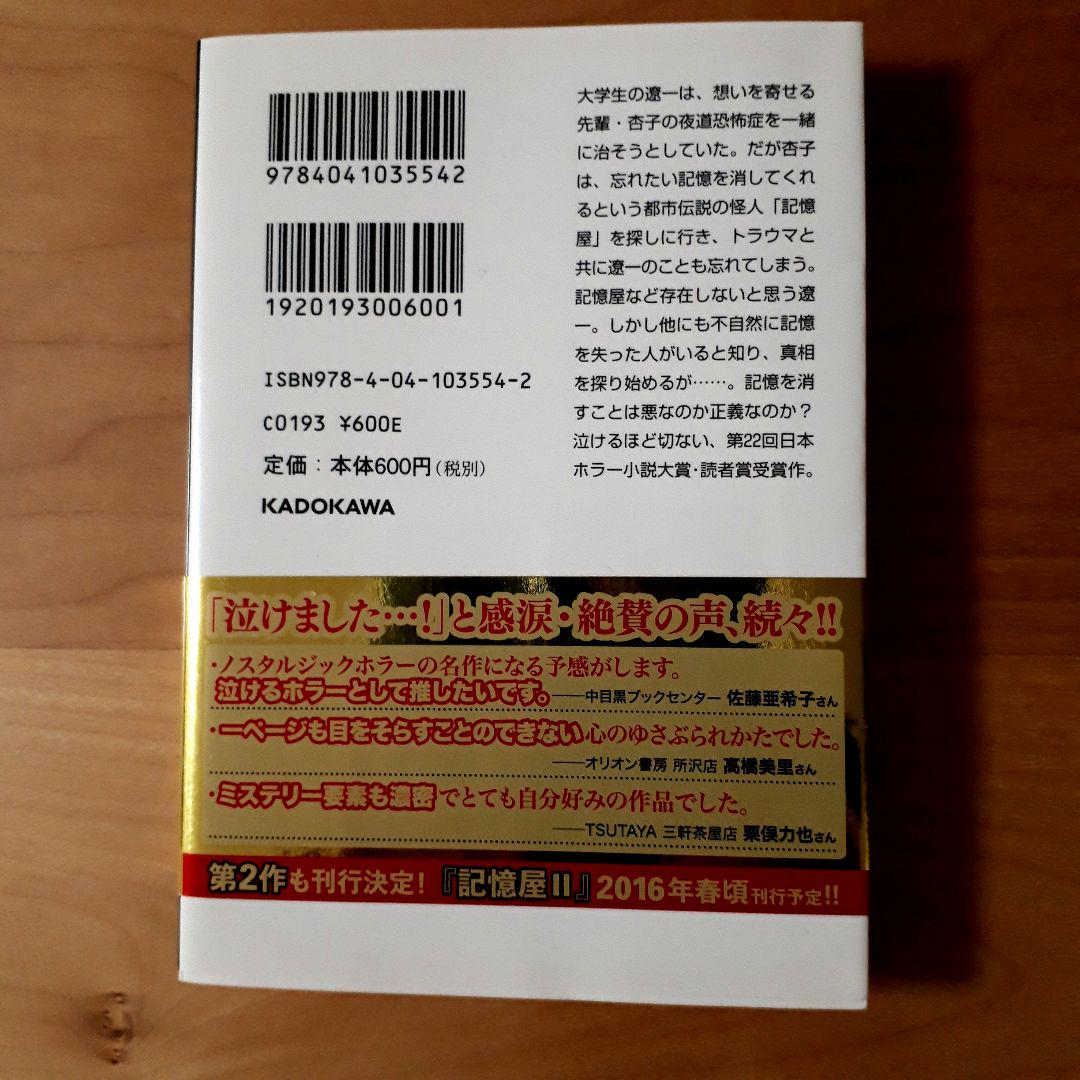 9784041035542
1920193006001
ISBN978-4-04-103554-2
C0193 ¥600E
定価：本体600円（税別）
KADOKAWA
大学生の遼一は、想いを寄せる
先輩・杏子の夜道恐怖症を一緒
に治そうとしていた。だが杏子
は、忘れたい記憶を消してくれ
るという都市伝説の怪人「記憶
屋」を探しに行き、トラウマと
共に遼一のことも忘れてしまう。
記憶屋など存在しないと思う遼
一。しかし他にも不自然に記憶
を失った人がいると知り、真相
を探り始めるが……。記憶を消
すことは悪なのか正義なのか？
泣けるほど切ない、第22回日本
ホラー小説大賞・読者賞受賞作。
「泣けました…!」と感涙・絶賛の声、続々!!
・ノスタルジックホラーの名作になる予感がします。
泣けるホラーとして推したいです。――中目黒ブックセンター 佐藤亜希子さん
・一ページも目をそらすことのできない心のゆさぶられかたでした。
――オリオン書房 所沢店 高橋美里さん
・ミステリー要素も濃密でとても自分好みの作品でした。
――TSUTAYA 三軒茶屋店 栗俣力也さん
第2作も刊行決定!『記憶屋II』2016年春頃刊行予定!!